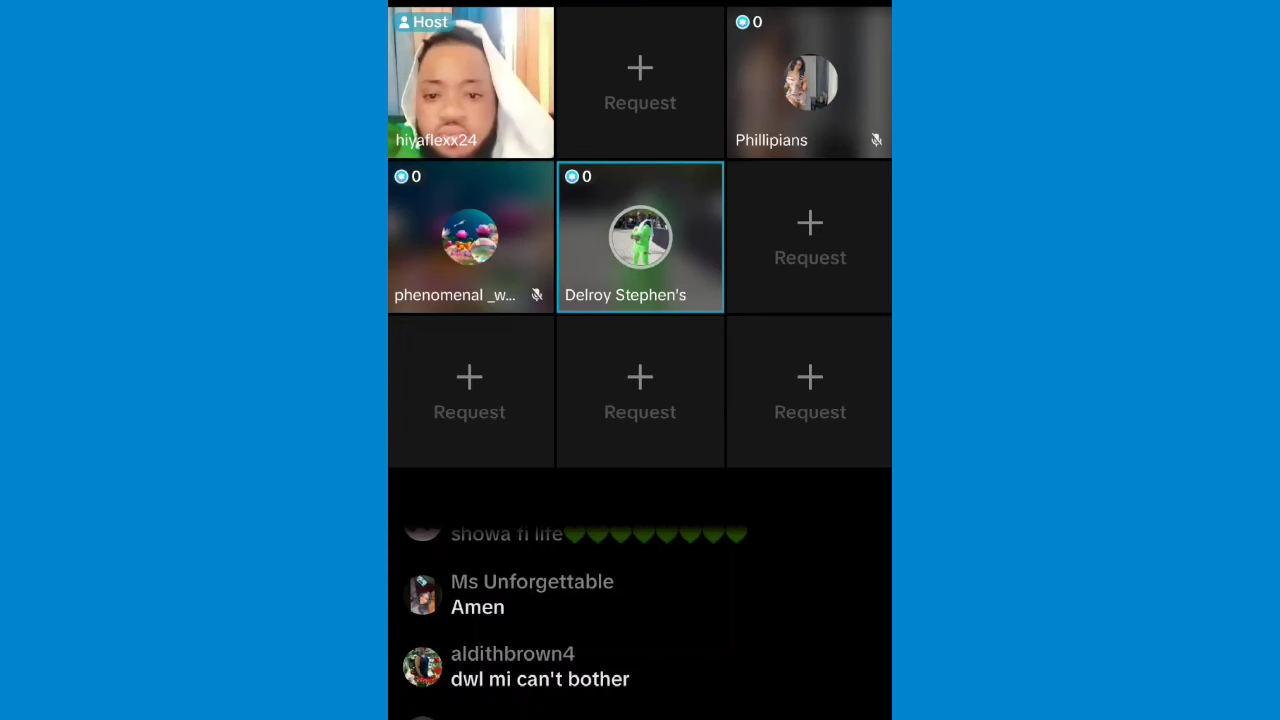 Host
hiyaflexx24
Request
0
Phillipians
0
phenomenal _w...
0
Delroy Stephen's
Request
Request
Request
Request
showa fi life💚💚💚💚💚💚💚💚
Ms Unforgettable
Amen
aldithbrown4
dwl mi can't bother